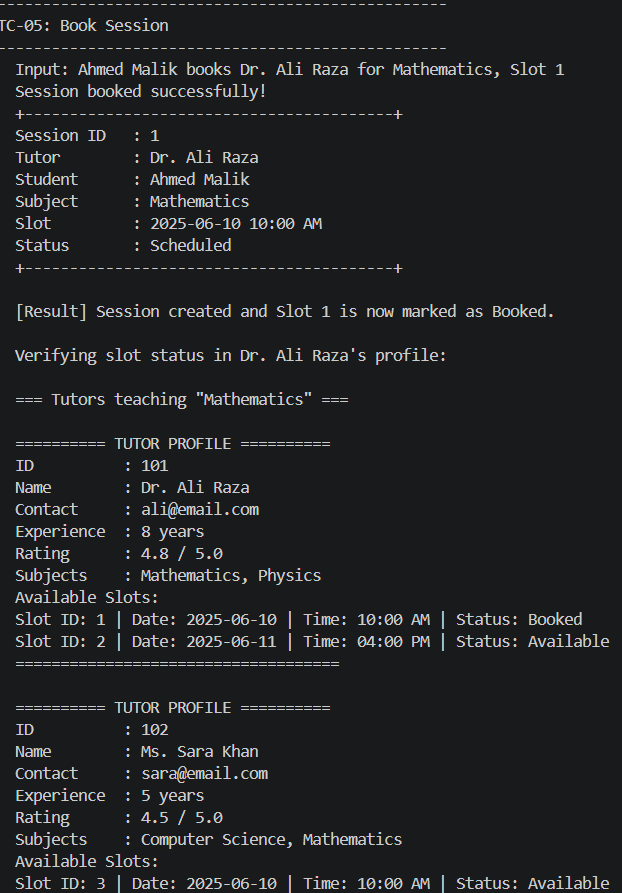 ------------------------------------------------
TC-05: Book Session
------------------------------------------------
Input: Ahmed Malik books Dr. Ali Raza for Mathematics, Slot 1
Session booked successfully!
+-----------------------------------------+
Session ID   : 1
Tutor        : Dr. Ali Raza
Student      : Ahmed Malik
Subject      : Mathematics
Slot         : 2025-06-10 10:00 AM
Status       : Scheduled
+-----------------------------------------+
[Result] Session created and Slot 1 is now marked as Booked.
Verifying slot status in Dr. Ali Raza's profile:
=== Tutors teaching "Mathematics" ===
========== TUTOR PROFILE ==========
ID          : 101
Name        : Dr. Ali Raza
Contact     : ali@email.com
Experience  : 8 years
Rating      : 4.8 / 5.0
Subjects    : Mathematics, Physics
Available Slots:
Slot ID: 1 | Date: 2025-06-10 | Time: 10:00 AM | Status: Booked
Slot ID: 2 | Date: 2025-06-11 | Time: 04:00 PM | Status: Available
====================================
========== TUTOR PROFILE ==========
ID          : 102
Name        : Ms. Sara Khan
Contact     : sara@email.com
Experience  : 5 years
Rating      : 4.5 / 5.0
Subjects    : Computer Science, Mathematics
Available Slots:
Slot ID: 3 | Date: 2025-06-10 | Time: 10:00 AM | Status: Available